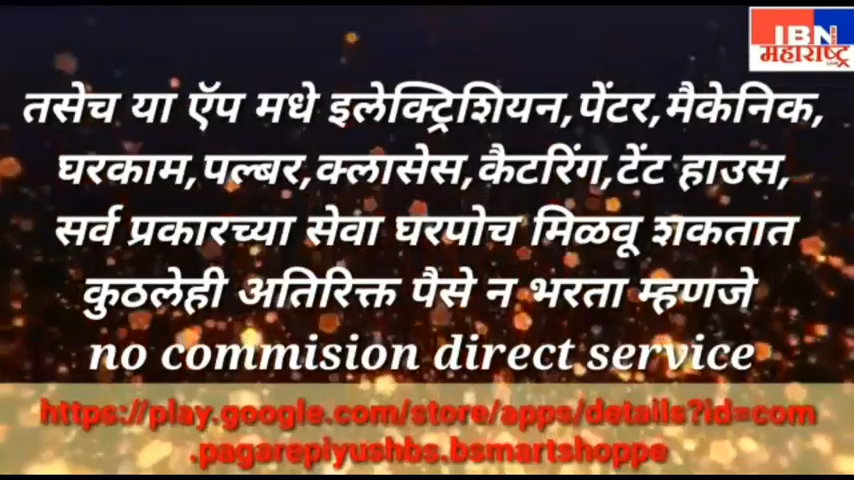 IBN
महाराष्ट्र
तसेच या ऍप मधे इलेक्ट्रिशियन,पेंटर,मैकेनिक,
घरकाम,पल्बर,क्लासेस,कैटरिंग,टेंट हाउस,
सर्व प्रकारच्या सेवा घरपोच मिळवू शकतात
कुठलेही अतिरिक्त पैसे न भरता म्हणजे
no commision direct service
https://play.google.com/store/apps/details?id=com
.pagarepiyushbs.bsmartshoppe